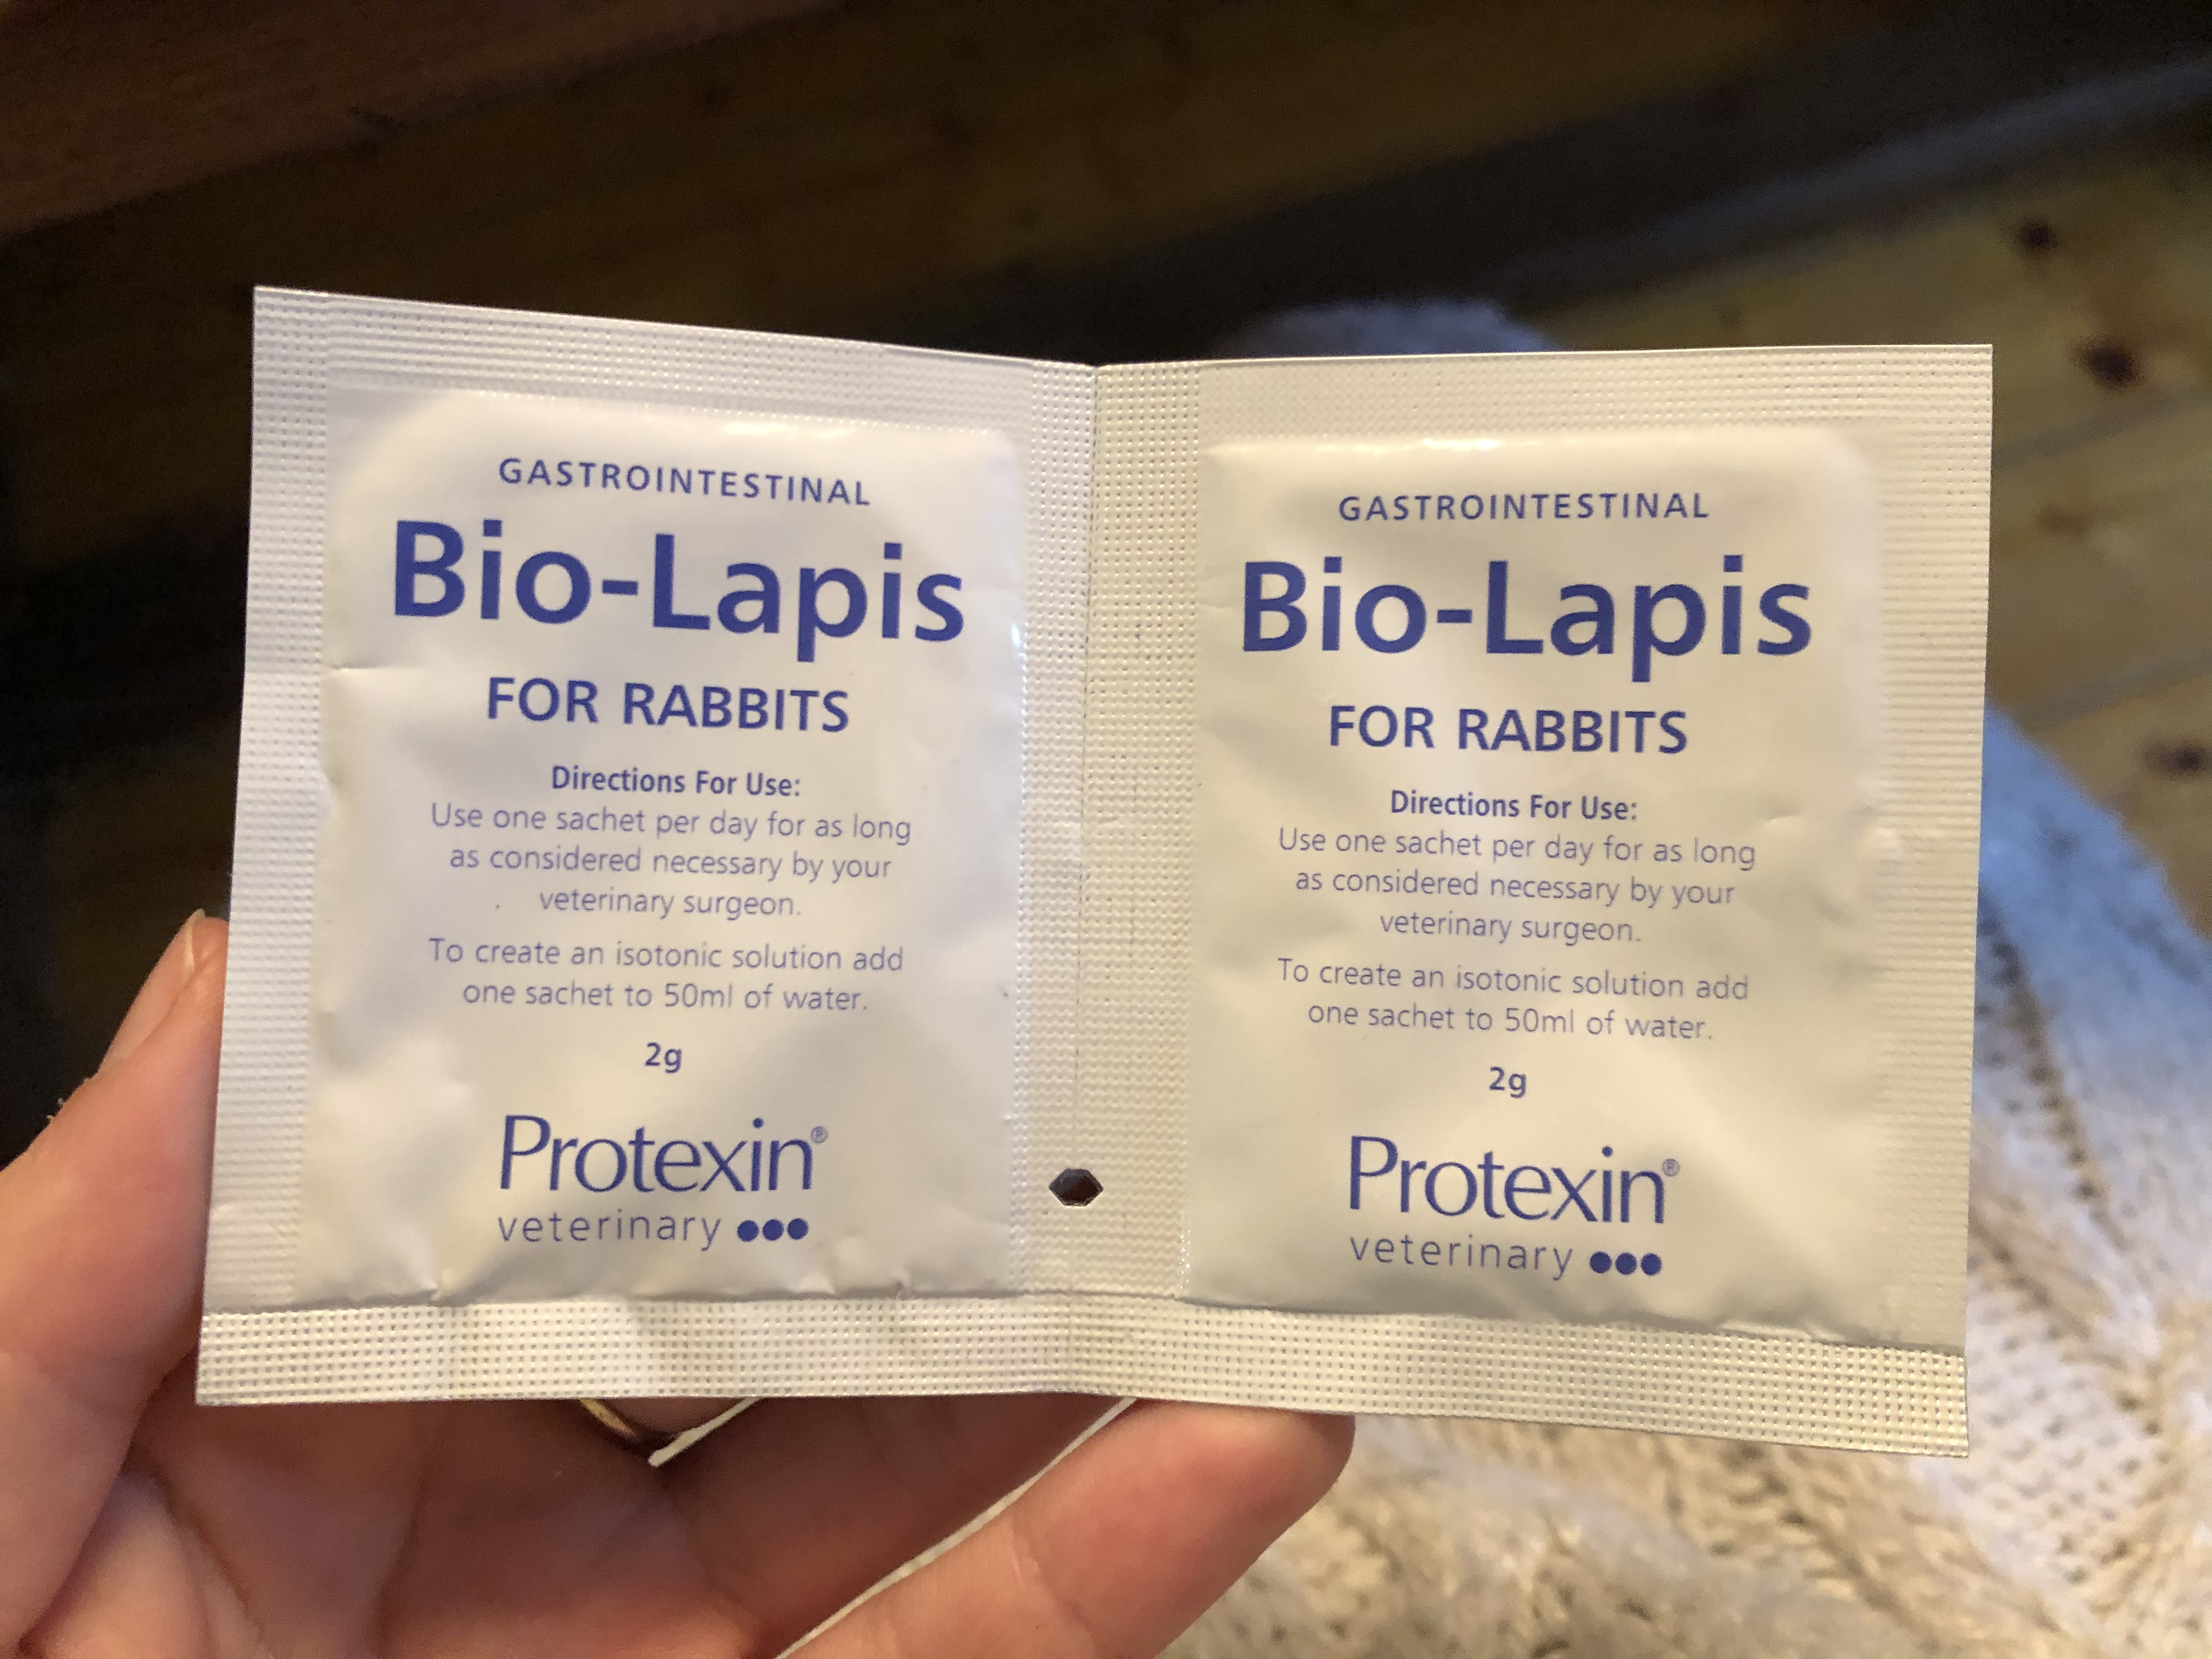 GASTROINTESTINAL
Bio-Lapis
FOR RABBITS
Directions For Use:
Use one sachet per day for as long
as considered necessary by your
veterinary surgeon.
To create an isotonic solution add
one sachet to 50ml of water.
2g
Protexin®
veterinary
GASTROINTESTINAL
Bio-Lapis
FOR RABBITS
Directions For Use:
Use one sachet per day for as long
as considered necessary by your
veterinary surgeon.
To create an isotonic solution add
one sachet to 50ml of water.
2g
Protexin®
veterinary